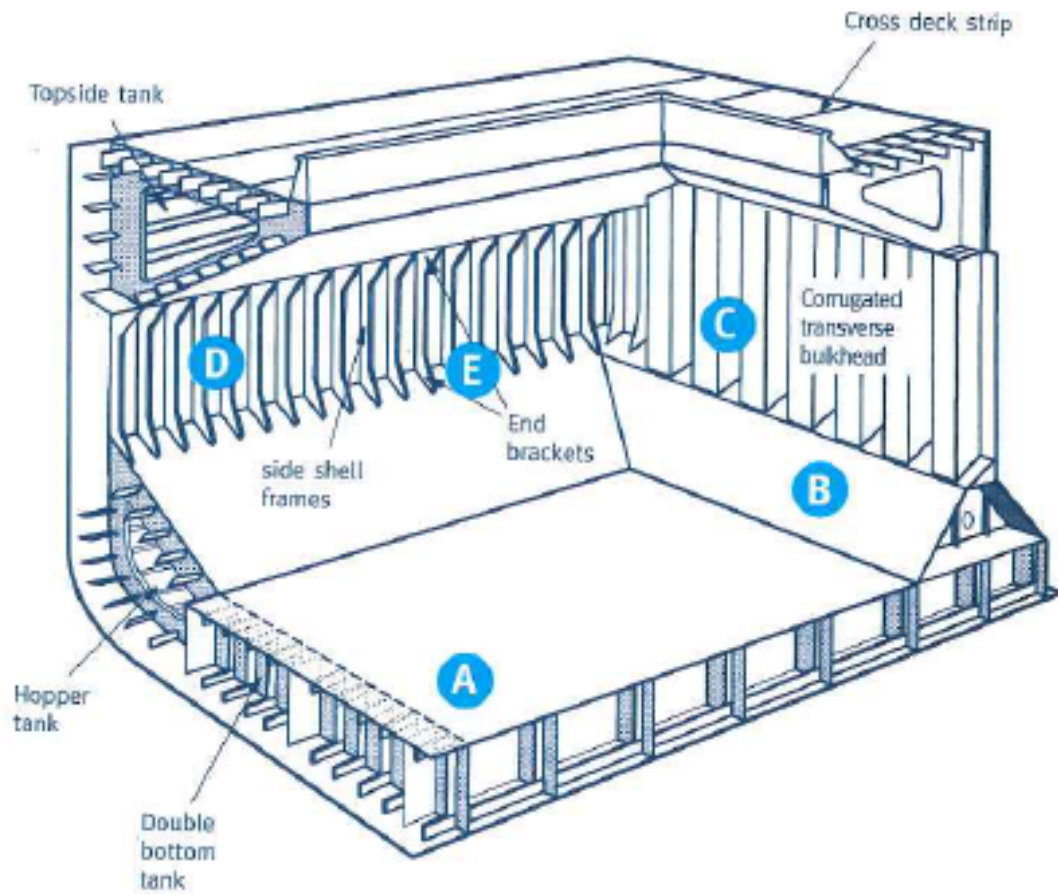 Cross deck strip
Topside tank
Corrugated
transverse
bulkhead
C
D
E
End
brackets
side shell
frames
B
A
Hopper
tank
Double
bottom
tank